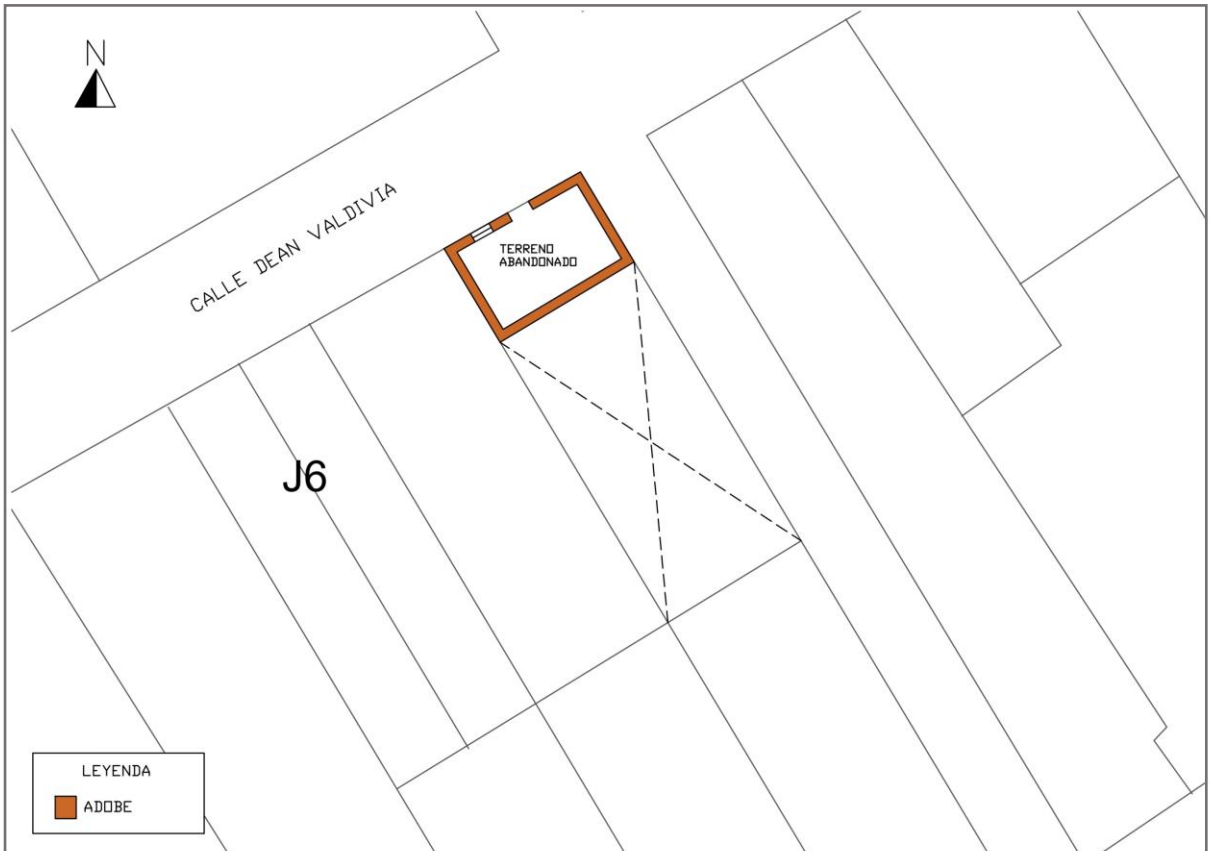 N
CALLE DEAN VALDIVIA
TERRENO
ABANDONADO
J6
LEYENDA
ADOBE